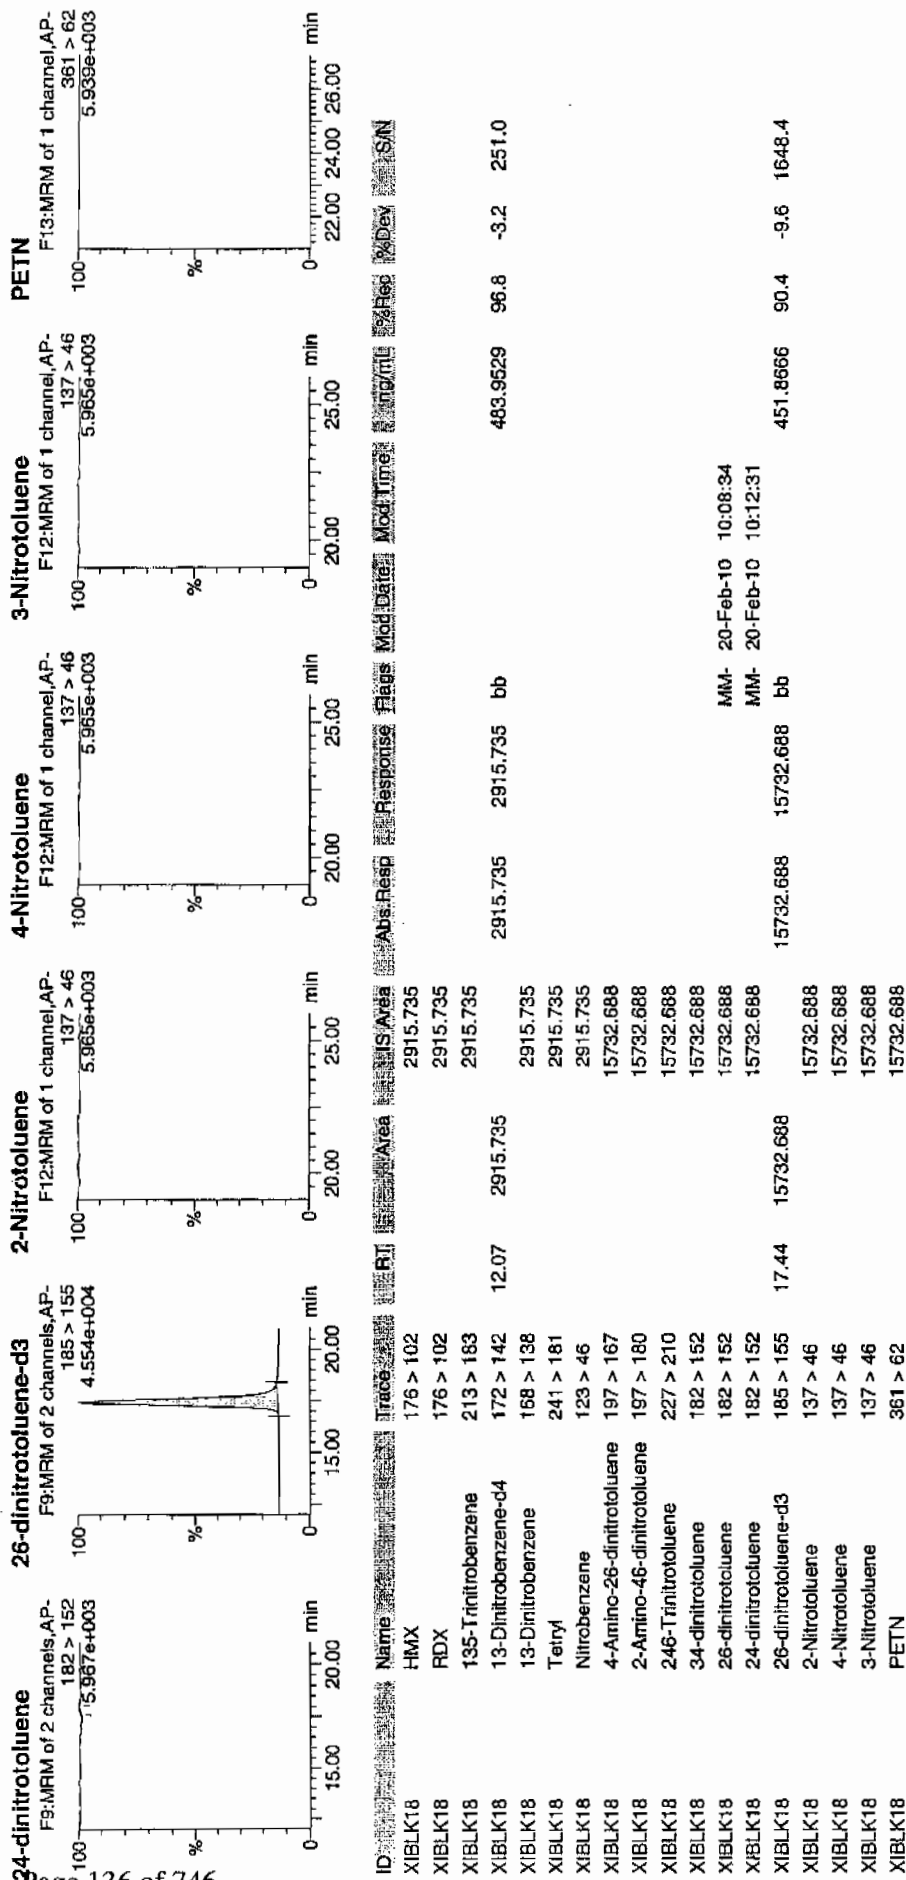 24-dinitrotoluene
F9:MRM of 2 channels,AP-
182 > 152
5.967e+003
100
%
0
15.00 20.00 min
26-dinitrotoluene-d3
F9:MRM of 2 channels,AP-
185 > 155
4.554e+004
100
%
0
15.00 20.00 min
2-Nitrotoluene
F12:MRM of 1 channel,AP-
137 > 46
5.965e+003
100
%
0
20.00 25.00 min
4-Nitrotoluene
F12:MRM of 1 channel,AP-
137 > 46
5.965e+003
100
%
0
20.00 25.00 min
3-Nitrotoluene
F12:MRM of 1 channel,AP-
137 > 46
5.965e+003
100
%
0
20.00 25.00 min
PETN
F13:MRM of 1 channel,AP-
361 > 62
5.939e+003
100
%
0
22.00 24.00 26.00 min
ID Name Trace RT Area IS Area Abs.Resp Response Flags Mod.Date Mod.Time ng/mL %Rec %Dev S/N
XIBLK18 HMX 176 > 102 2915.735
XIBLK18 RDX 176 > 102 2915.735
XIBLK18 135-Trinitrobenzene 213 > 183 2915.735
XIBLK18 13-Dinitrobenzene-d4 172 > 142 12.07 2915.735 2915.735 2915.735 bb 483.9529 96.8 -3.2 251.0
XIBLK18 13-Dinitrobenzene 168 > 138 2915.735
XIBLK18 Tetryl 241 > 181 2915.735
XIBLK18 Nitrobenzene 123 > 46 2915.735
XIBLK18 4-Amino-26-dinitrotoluene 197 > 167 15732.688
XIBLK18 2-Amino-46-dinitrotoluene 197 > 180 15732.688
XIBLK18 246-Trinitrotoluene 227 > 210 15732.688
XIBLK18 34-dinitrotoluene 182 > 152 15732.688
XIBLK18 26-dinitrotoluene 182 > 152 15732.688 MM- 20-Feb-10 10:08:34
XIBLK18 24-dinitrotoluene 182 > 152 15732.688 MM- 20-Feb-10 10:12:31
XIBLK18 26-dinitrotoluene-d3 185 > 155 17.44 15732.688 15732.688 15732.688 bb 451.8666 90.4 -9.6 1648.4
XIBLK18 2-Nitrotoluene 137 > 46 15732.688
XIBLK18 4-Nitrotoluene 137 > 46 15732.688
XIBLK18 3-Nitrotoluene 137 > 46 15732.688
XIBLK18 PETN 361 > 62 15732.688
Page 126 of 746